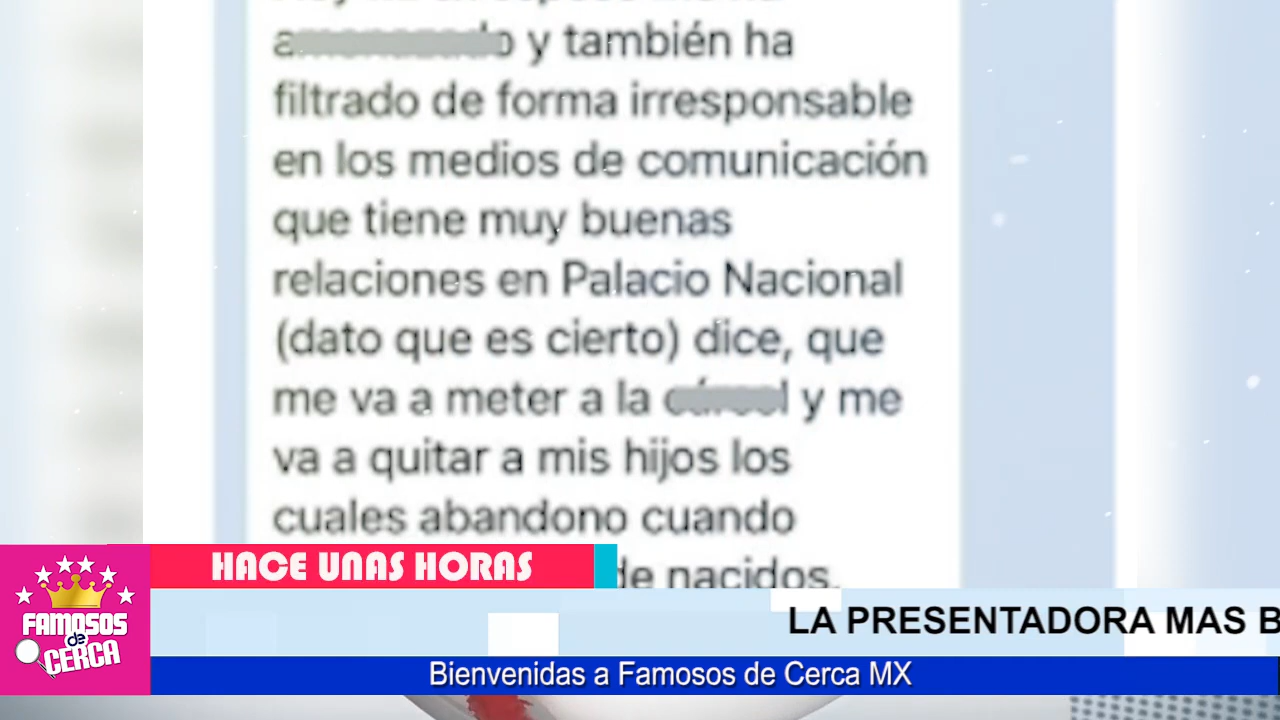 y también ha
filtrado de forma irresponsable
en los medios de comunicación
que tiene muy buenas
relaciones en Palacio Nacional
(dato que es cierto) dice, que
me va a meter a la y me
va a quitar a mis hijos los
cuales abandono cuando
de nacidos.
HACE UNAS HORAS
FAMOSOS
de
CERCA
LA PRESENTADORA MAS B
Bienvenidas a Famosos de Cerca MX